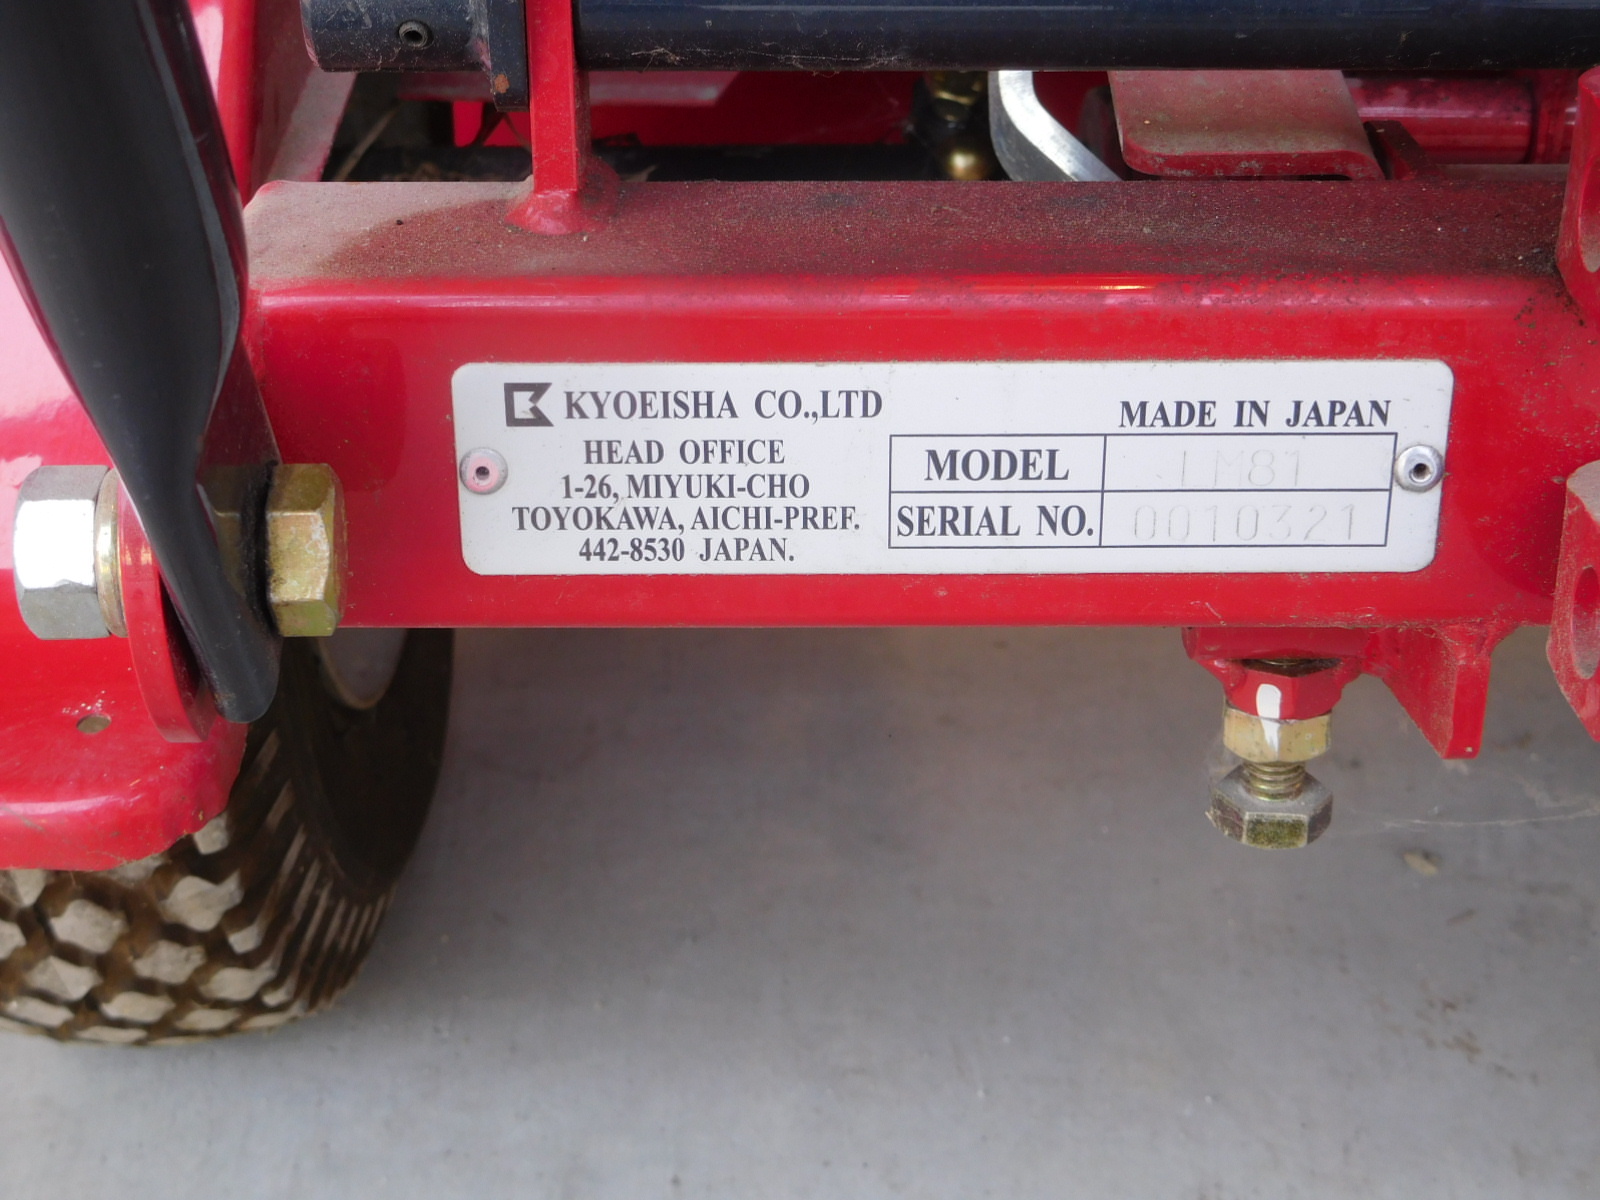 KYOEISHA CO.,LTD
HEAD OFFICE
1-26, MIYUKI-CHO
TOYOKAWA, AICHI-PREF.
442-8530 JAPAN.
MADE IN JAPAN
MODEL LM81
SERIAL NO. 0010321